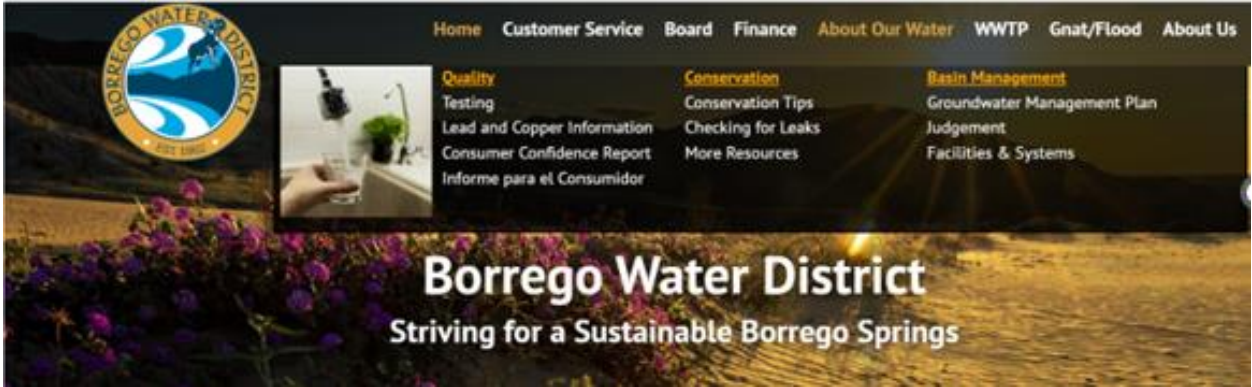 BORREGO WATER DISTRICT
EST 1962
Home Customer Service Board Finance About Our Water WWTP Gnat/Flood About Us
Quality Conservation Basin Management
Testing Conservation Tips Groundwater Management Plan
Lead and Copper Information Checking for Leaks Judgement
Consumer Confidence Report More Resources Facilities & Systems
Informe para el Consumidor
Borrego Water District
Striving for a Sustainable Borrego Springs